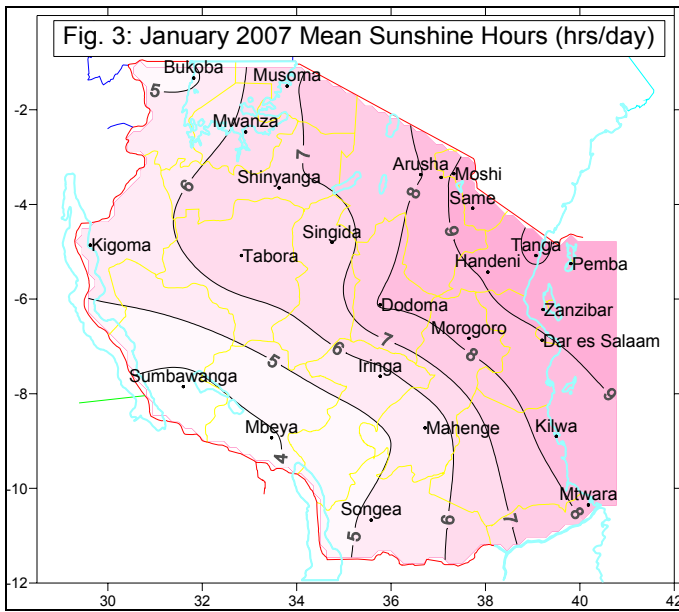 Fig. 3: January 2007 Mean Sunshine Hours (hrs/day)
Bukoba
5
Musoma
-2
Mwanza
7
Arusha
Moshi
Shinyanga
6
8
Same
-4
9
Singida
Tanga
Kigoma
Tabora
Handeni
Pemba
-6
Dodoma
Zanzibar
Morogoro
7
Dar es Salaam
6
5
Iringa
8
Sumbawanga
9
-8
Mbeya
Mahenge
Kilwa
4
-10
Mtwara
Songea
5
6
7
8
-12
30
32
34
36
38
40
42